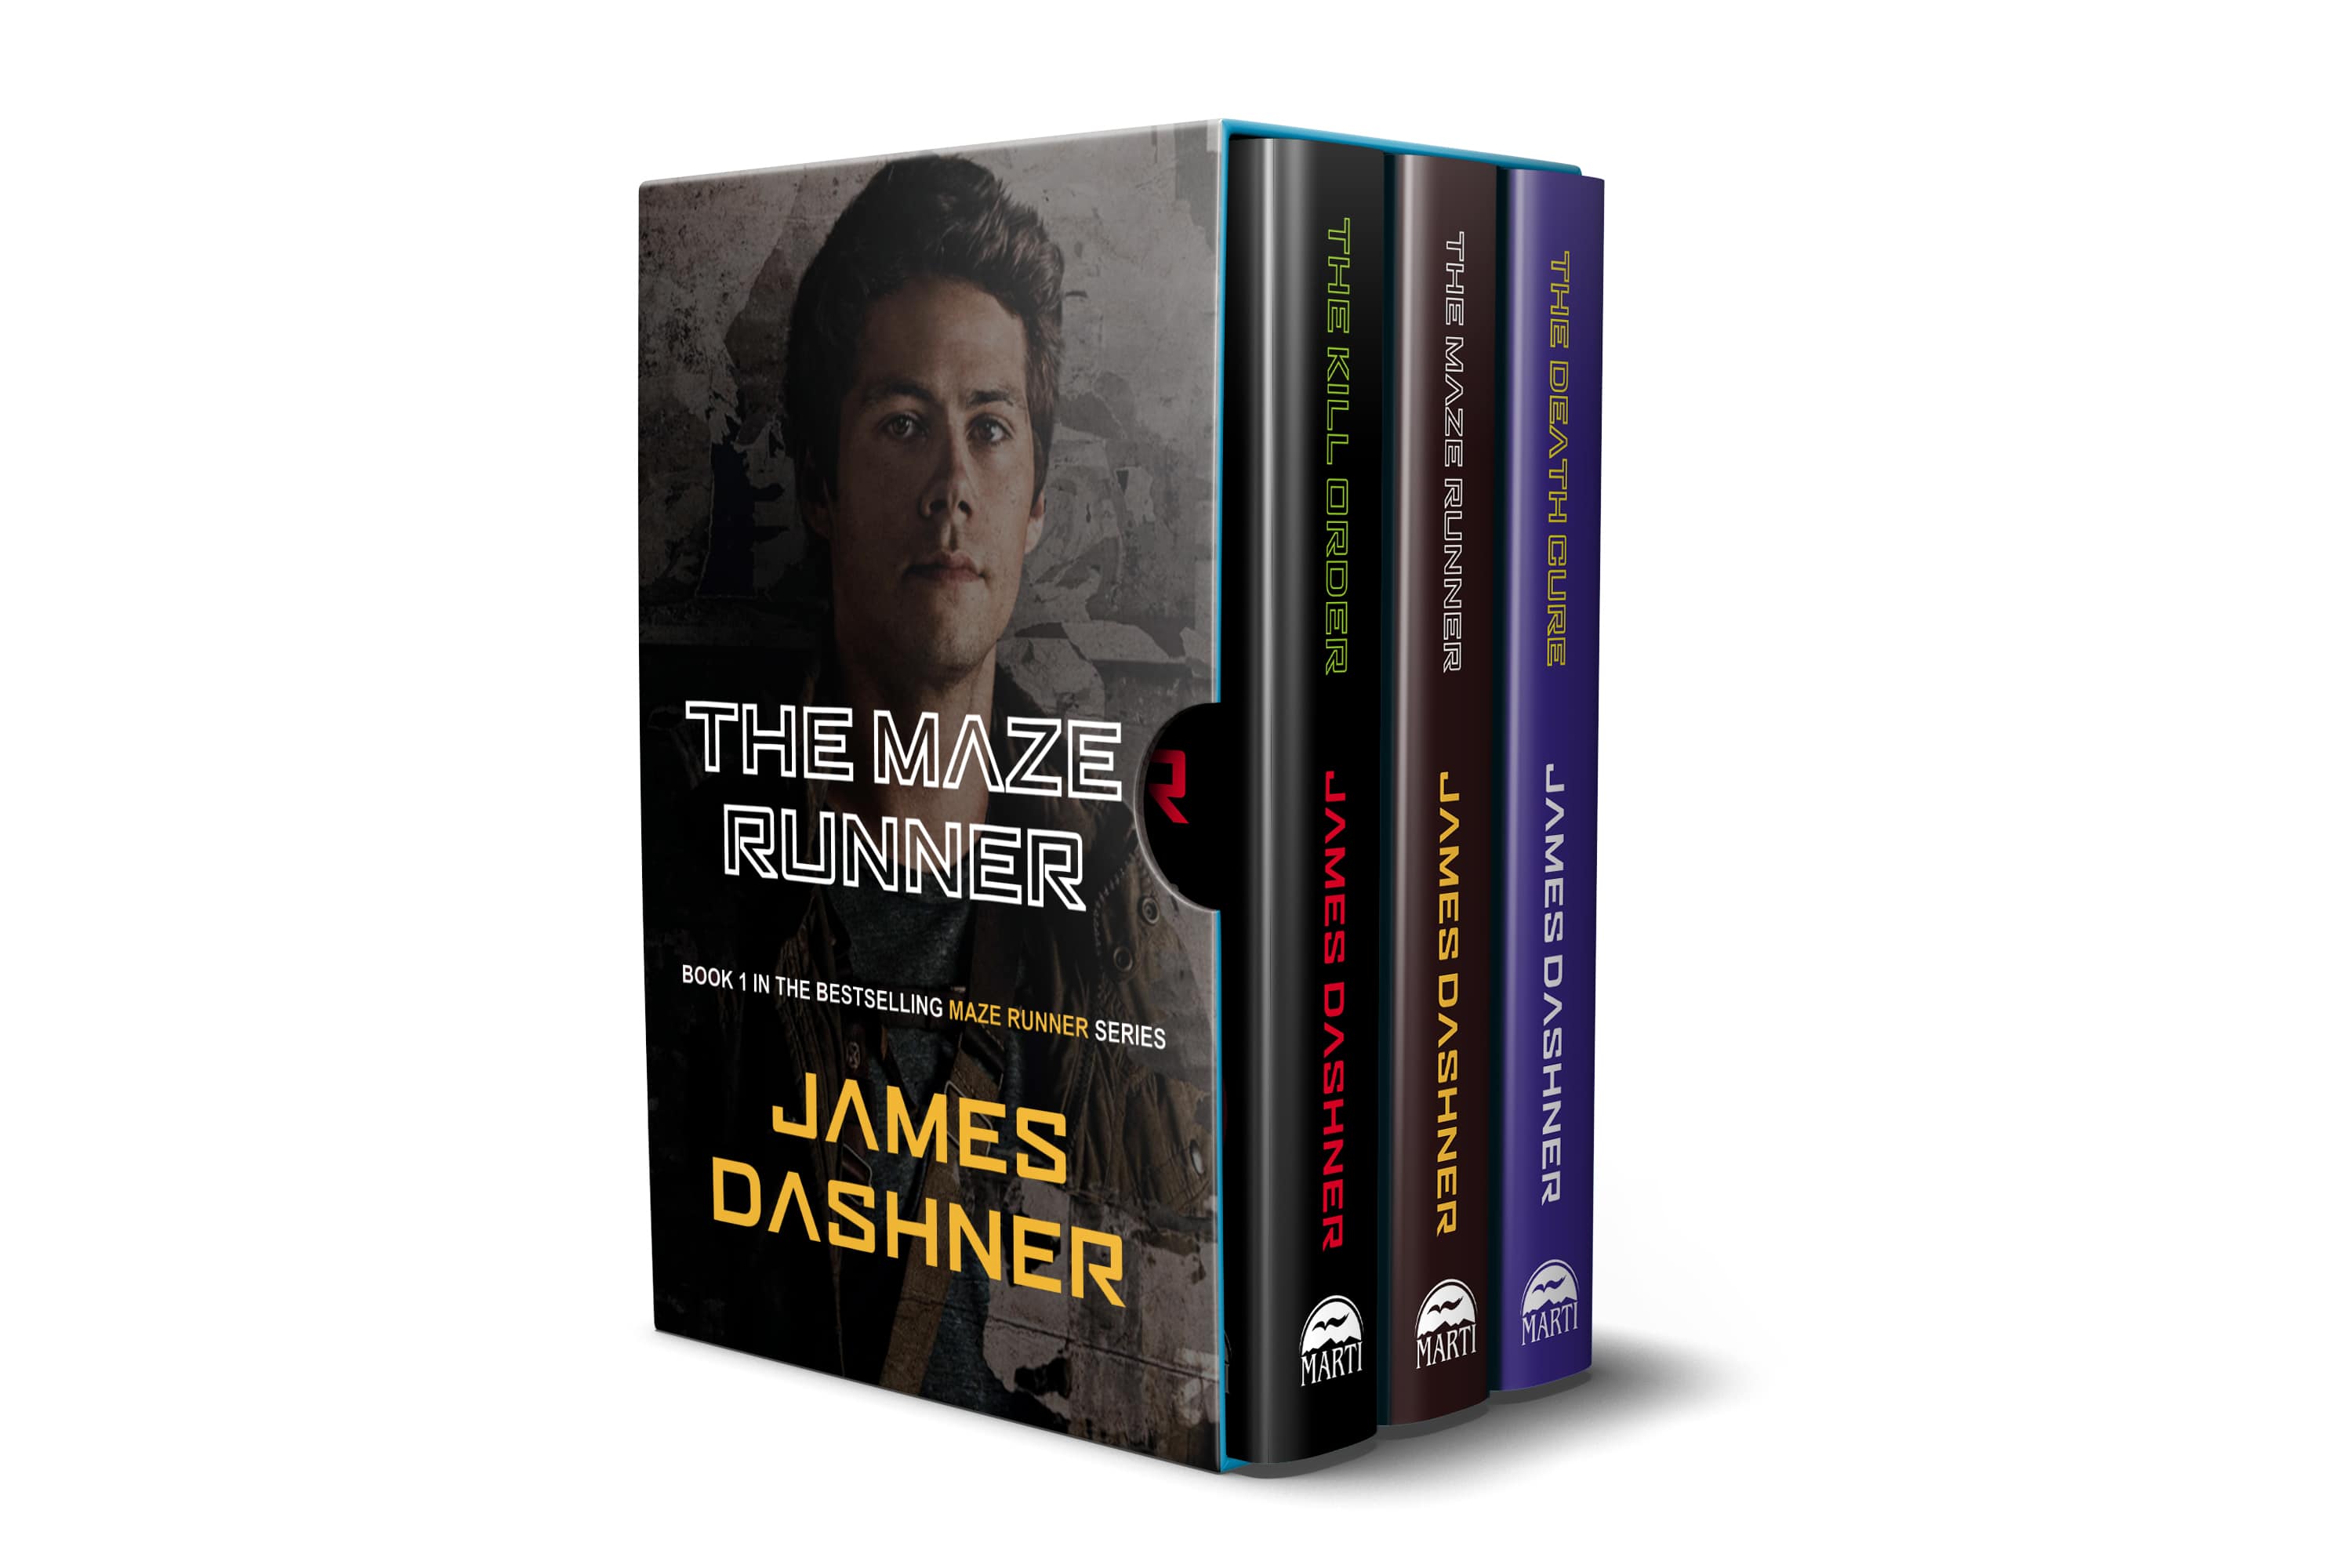 THE MAZE
RUNNER
BOOK 1 IN THE BESTSELLING MAZE RUNNER SERIES
JAMES
DASHNER
R
THE KILL ORDER
JAMES DASHNER
MARTI
THE MAZE RUNNER
JAMES DASHNER
MARTI
THE DEATH CURE
JAMES DASHNER
MARTI